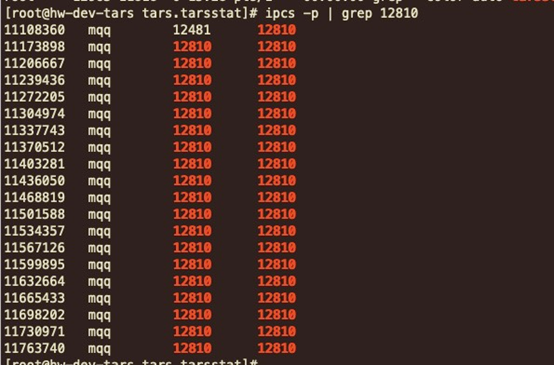 [root@hw-dev-tars tars.tarsstat]# ipcs -p | grep 12810
11108360 mqq 12481 12810
11173898 mqq 12810 12810
11206667 mqq 12810 12810
11239436 mqq 12810 12810
11272205 mqq 12810 12810
11304974 mqq 12810 12810
11337743 mqq 12810 12810
11370512 mqq 12810 12810
11403281 mqq 12810 12810
11436050 mqq 12810 12810
11468819 mqq 12810 12810
11501588 mqq 12810 12810
11534357 mqq 12810 12810
11567126 mqq 12810 12810
11599895 mqq 12810 12810
11632664 mqq 12810 12810
11665433 mqq 12810 12810
11698202 mqq 12810 12810
11730971 mqq 12810 12810
11763740 mqq 12810 12810
[root@hw-dev-tars tars.tarsstat]#